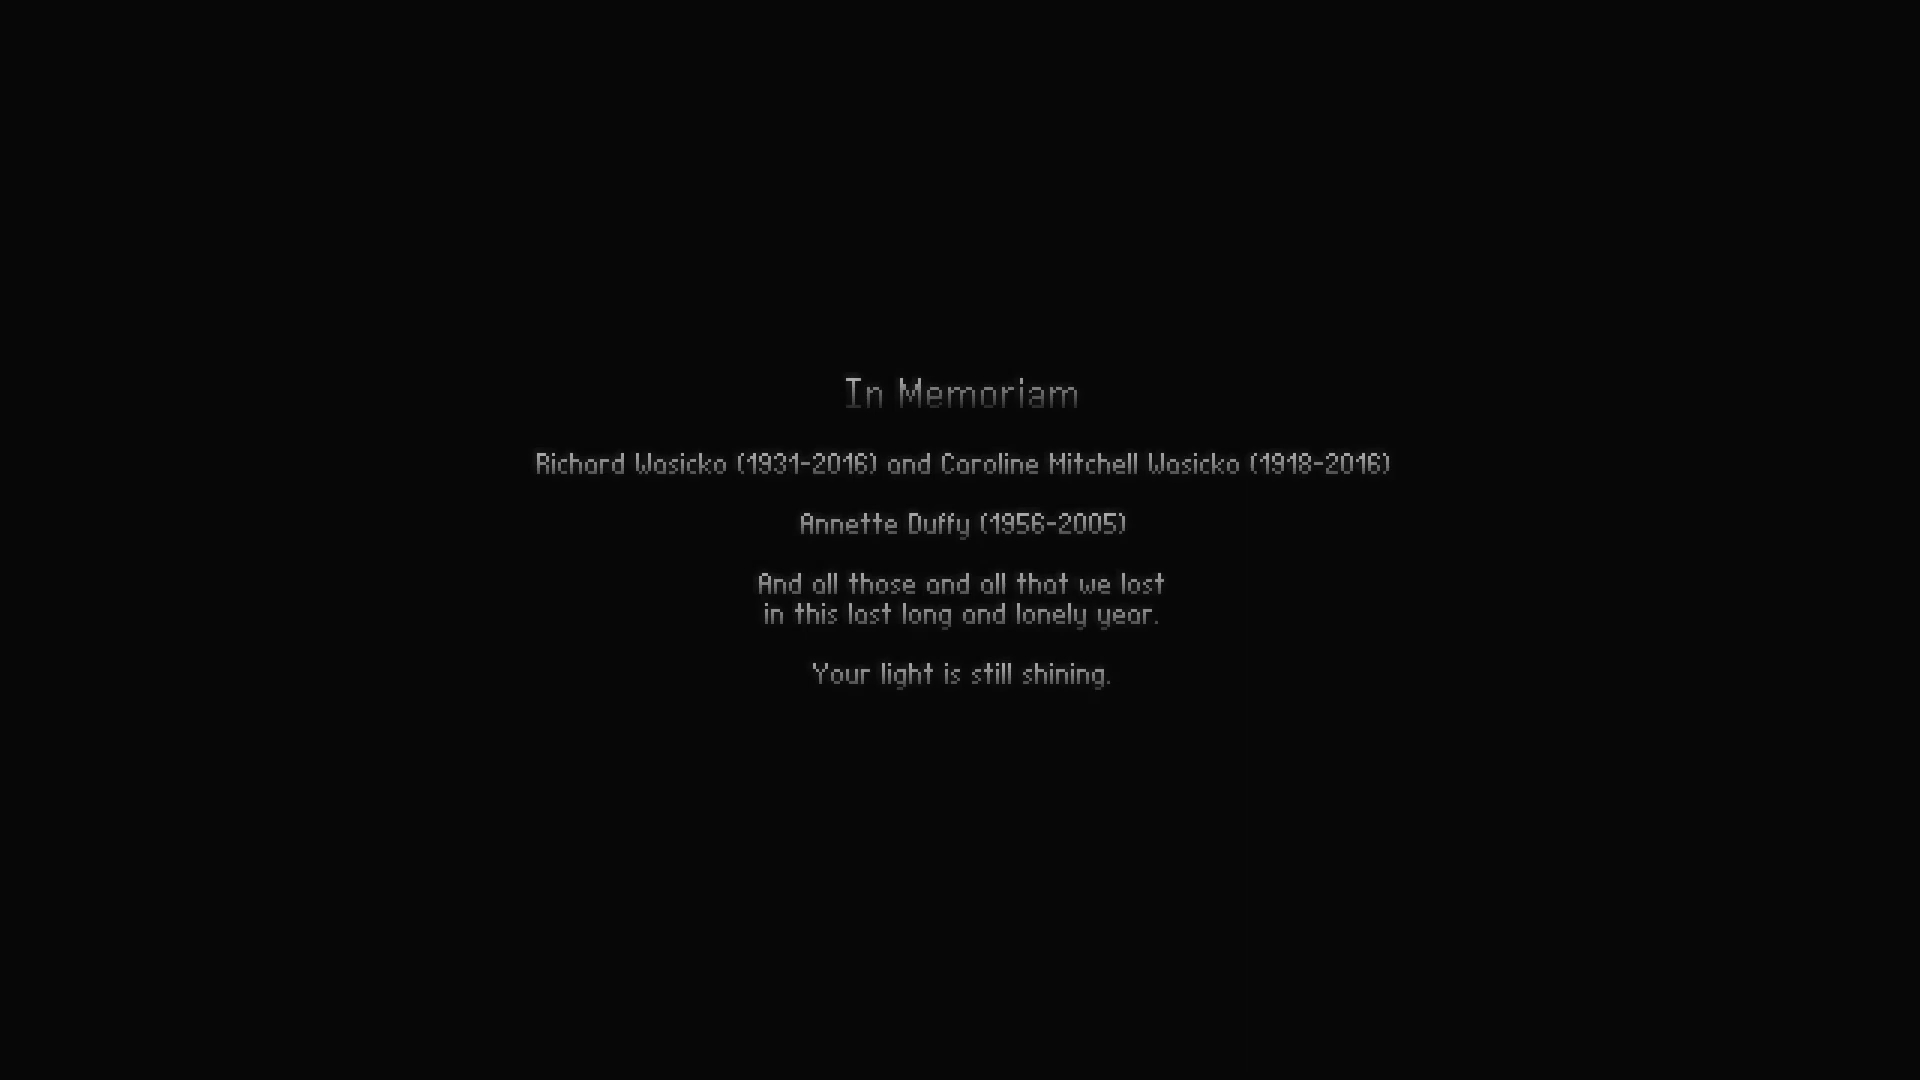 In Memoriam
Richard Wasicko (1931-2016) and Caroline Mitchell Wasicko (1918-2016)
Annette Duffy (1956-2005)
And all those and all that we lost
in this last long and lonely year.
Your light is still shining.